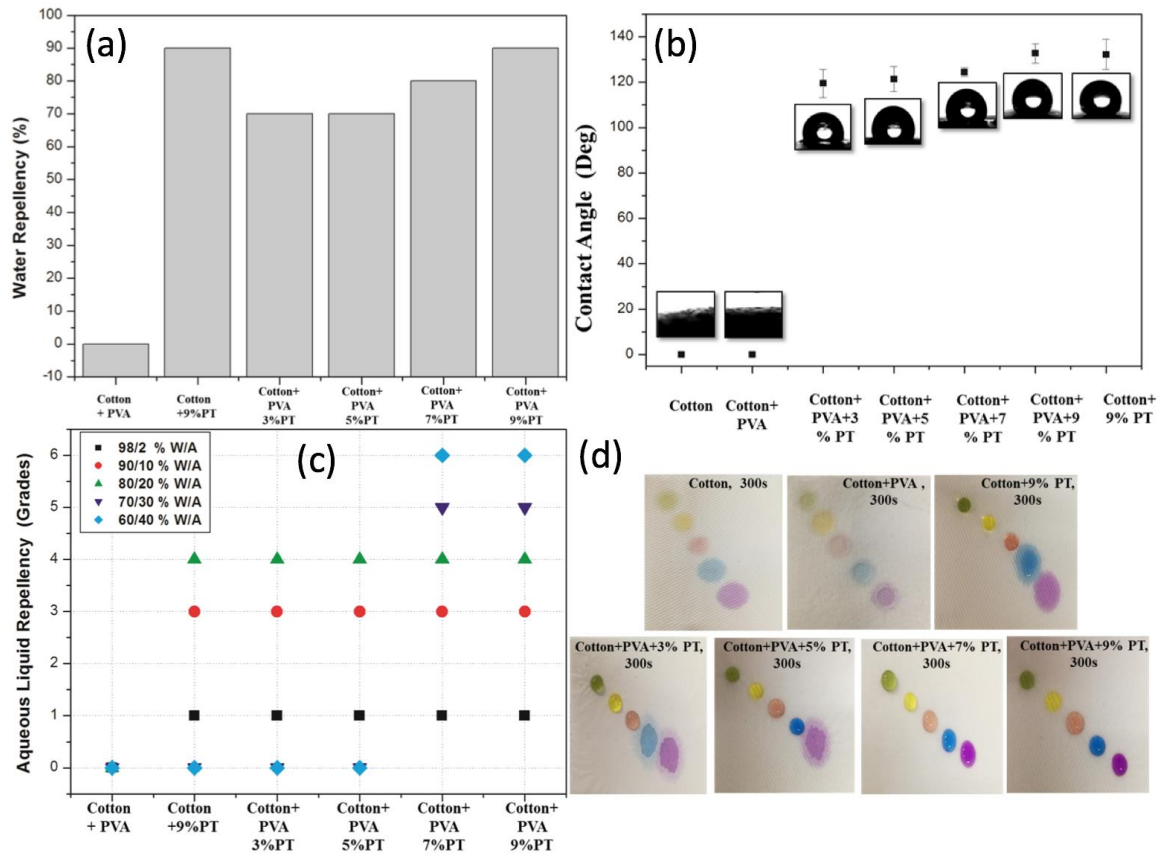 (a)
Water Repellency (%)
100
90
80
70
60
50
40
30
20
10
0
-10
Cotton
+ PVA
Cotton
+9%PT
Cotton+
PVA
3%PT
Cotton+
PVA
5%PT
Cotton+
PVA
7%PT
Cotton+
PVA
9%PT
(b)
Contact Angle (Deg)
140
120
100
80
60
40
20
0
Cotton
Cotton+
PVA
Cotton+
PVA+3
% PT
Cotton+
PVA+5
% PT
Cotton+
PVA+7
% PT
Cotton+
PVA+9
% PT
Cotton+
9% PT
(c)
Aqueous Liquid Repellency (Grades)
6
5
4
3
2
1
0
98/2 % W/A
90/10 % W/A
80/20 % W/A
70/30 % W/A
60/40 % W/A
Cotton
+ PVA
Cotton
+9%PT
Cotton+
PVA
3%PT
Cotton+
PVA
5%PT
Cotton+
PVA
7%PT
Cotton+
PVA
9%PT
(d)
Cotton, 300s
Cotton+PVA ,
300s
Cotton+9% PT,
300s
Cotton+PVA+3% PT,
300s
Cotton+PVA+5% PT,
300s
Cotton+PVA+7% PT,
300s
Cotton+PVA+9% PT,
300s